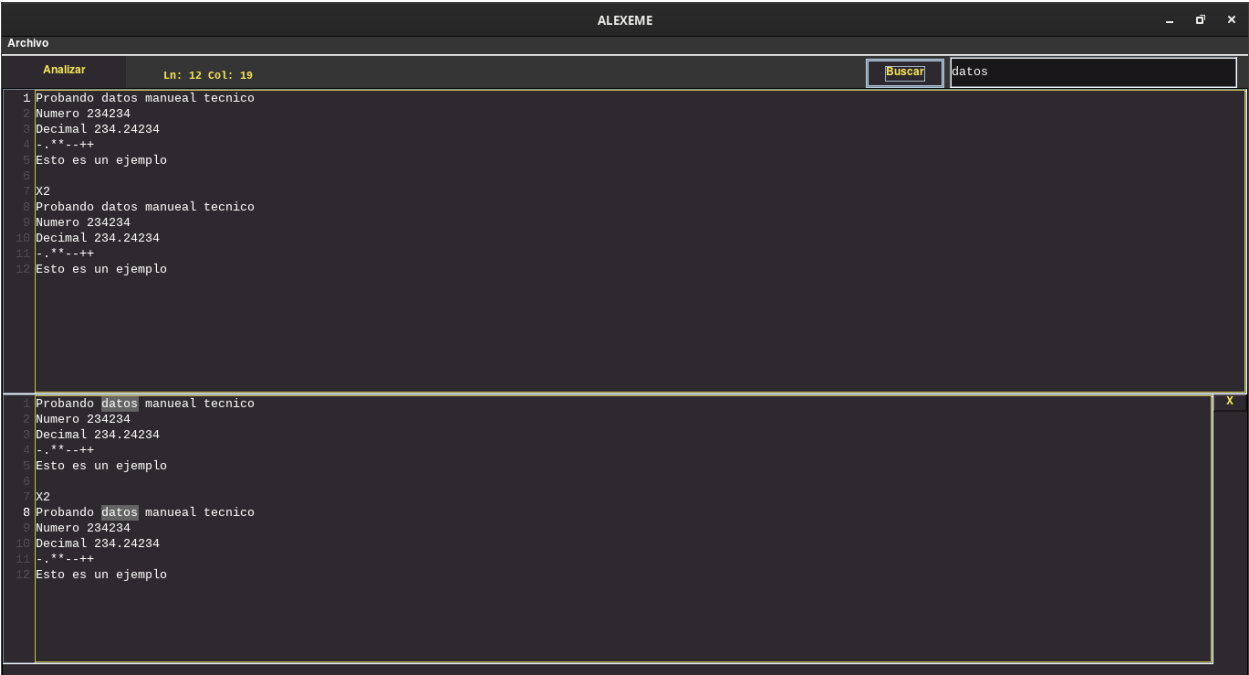 ALEXEME
Archivo
Analizar Ln: 12 Col: 19 Buscar datos
1 Probando datos manueal tecnico
2 Numero 234234
3 Decimal 234.24234
4 -.**--++
5 Esto es un ejemplo
6
7 X2
8 Probando datos manueal tecnico
9 Numero 234234
10 Decimal 234.24234
11 -.**--++
12 Esto es un ejemplo
1 Probando datos manueal tecnico X
2 Numero 234234
3 Decimal 234.24234
4 -.**--++
5 Esto es un ejemplo
6
7 X2
8 Probando datos manueal tecnico
9 Numero 234234
10 Decimal 234.24234
11 -.**--++
12 Esto es un ejemplo